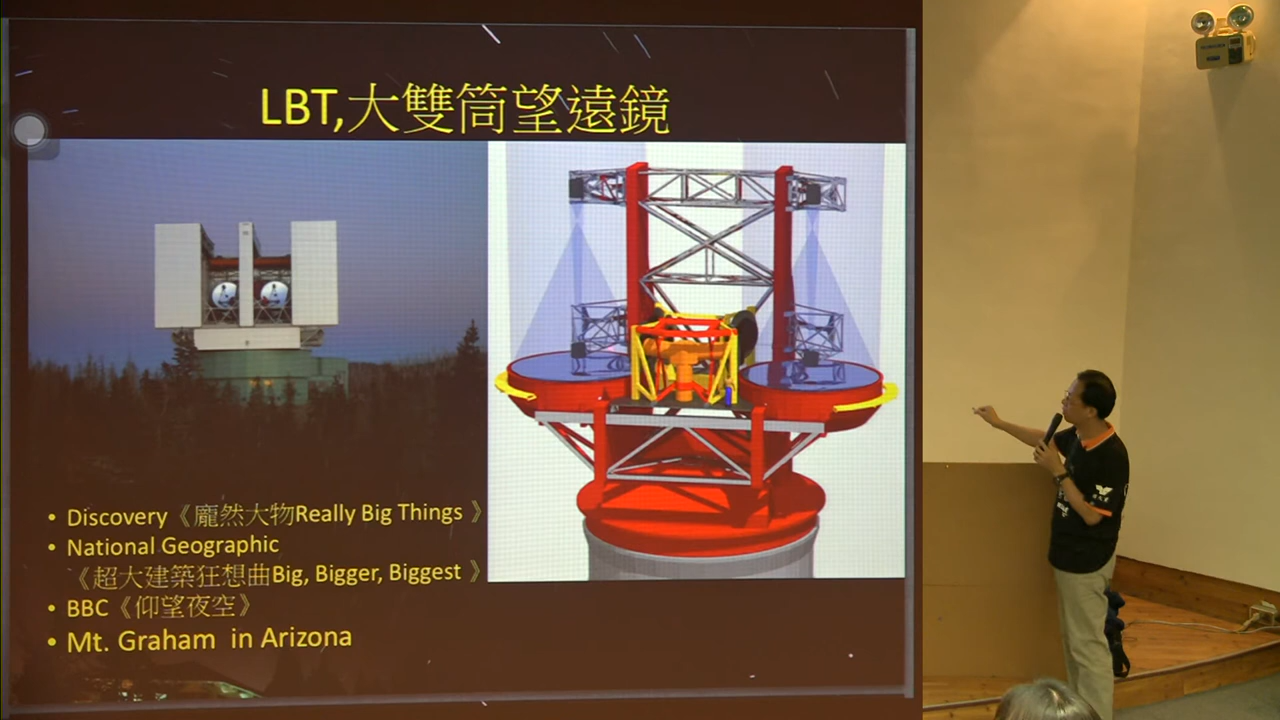 LBT,大雙筒望遠鏡
• Discovery《龐然大物Really Big Things 》
• National Geographic
《超大建築狂想曲Big, Bigger, Biggest 》
• BBC《仰望夜空》
• Mt. Graham in Arizona